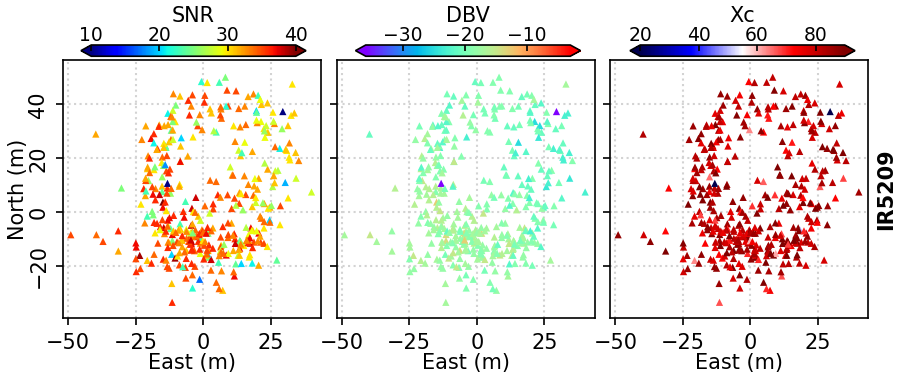 SNR DBV Xc
10 20 30 40 −30 −20 −10 20 40 60 80
40
20
0
−20
North (m)
IR5209
−50 −25 0 25 −50 −25 0 25 −50 −25 0 25
East (m) East (m) East (m)